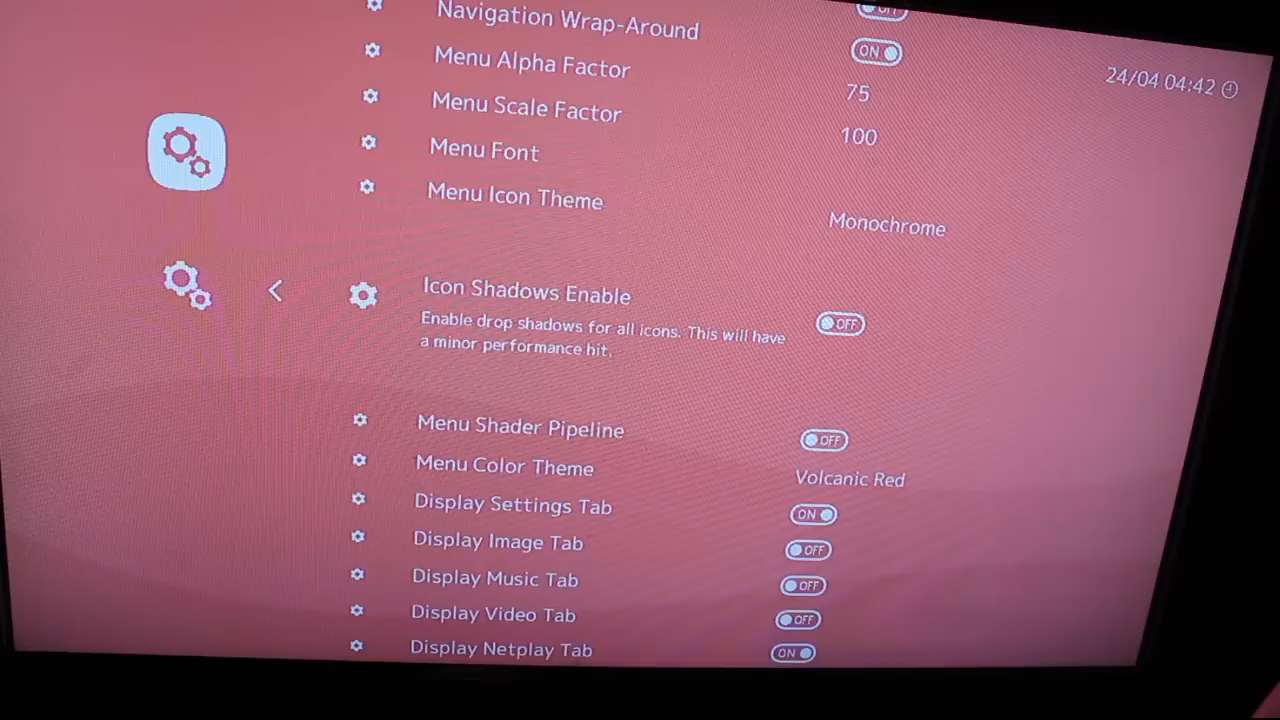 Navigation Wrap-Around OFF
Menu Alpha Factor ON
Menu Scale Factor 75
Menu Font 100
Menu Icon Theme Monochrome
24/04 04:42
Icon Shadows Enable OFF
Enable drop shadows for all icons. This will have
a minor performance hit.
Menu Shader Pipeline OFF
Menu Color Theme Volcanic Red
Display Settings Tab ON
Display Image Tab OFF
Display Music Tab OFF
Display Video Tab OFF
Display Netplay Tab ON